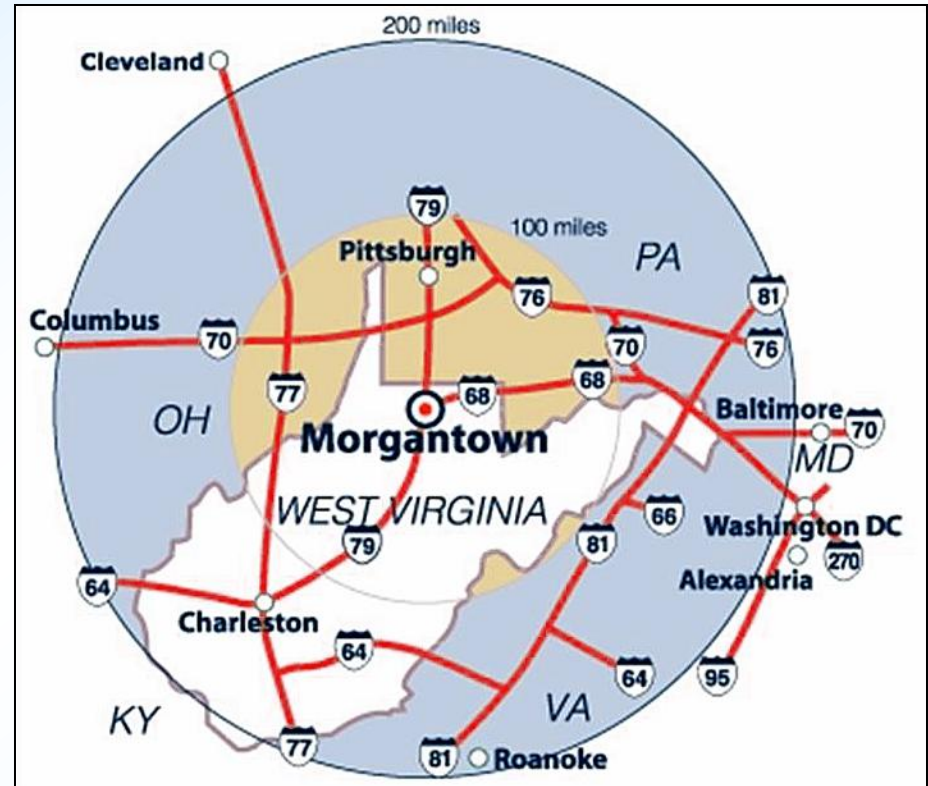 200 miles
Cleveland
79
100 miles
Pittsburgh
PA
76
81
Columbus
70
70
76
77
68
68
Baltimore
70
OH
Morgantown
MD
WEST VIRGINIA
66
Washington DC
79
81
270
64
Alexandria
Charleston
64
64
95
KY
VA
77
81
Roanoke